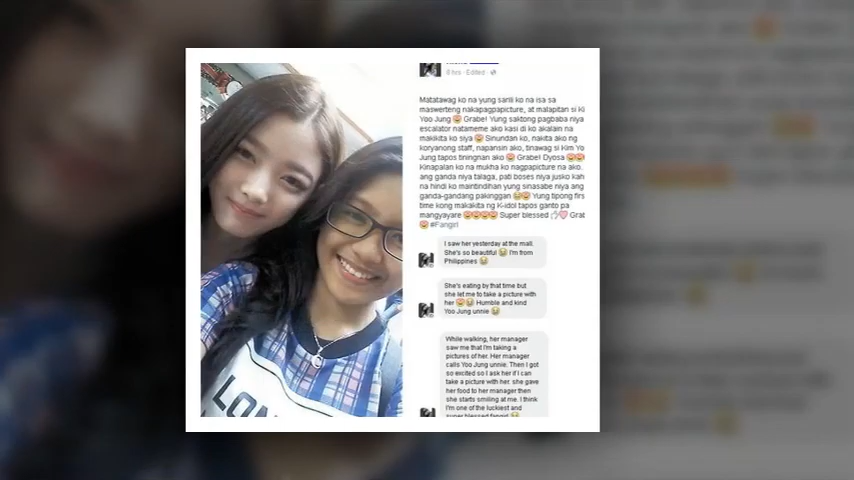 8 hrs · Edited ·
Matatawag ko na yung sarili ko na isa sa
maswerteng nakapagpapicture, at malapitan si Ki
Yoo Jung Grabe! Yung saktong pagbaba niya
escalator natameme ako kasi di ko akalain na
makikita ko siya Sinundan ko, nakita ako ng
koryanong staff, napansin ako, tinawag si Kim Yo
Jung tapos tiningnan ako Grabe! Dyosa
Kinapalan ko na mukha ko nagpapicture na ako.
ang ganda niya talaga, pati boses niya jusko kah
na hindi ko maintindihan yung sinasabe niya ang
ganda-gandang pakinggan Yung tipong firs
time kong makakita ng K-idol tapos ganto pa
mangyayare Super blessed Grat
#Fangirl
I saw her yesterday at the mall.
She's so beautiful I'm from
Philippines
She's eating by that time but
she let me to take a picture with
her Humble and kind
Yoo Jung unnie
While walking, her manager
saw me that I'm taking a
pictures of her. Her manager
calls Yoo Jung unnie. Then I got
so excited so I ask her if I can
take a picture with her. she gave
her food to her manager then
she starts smiling at me. I think
I'm one of the luckiest and
super blessed fangirl
LON